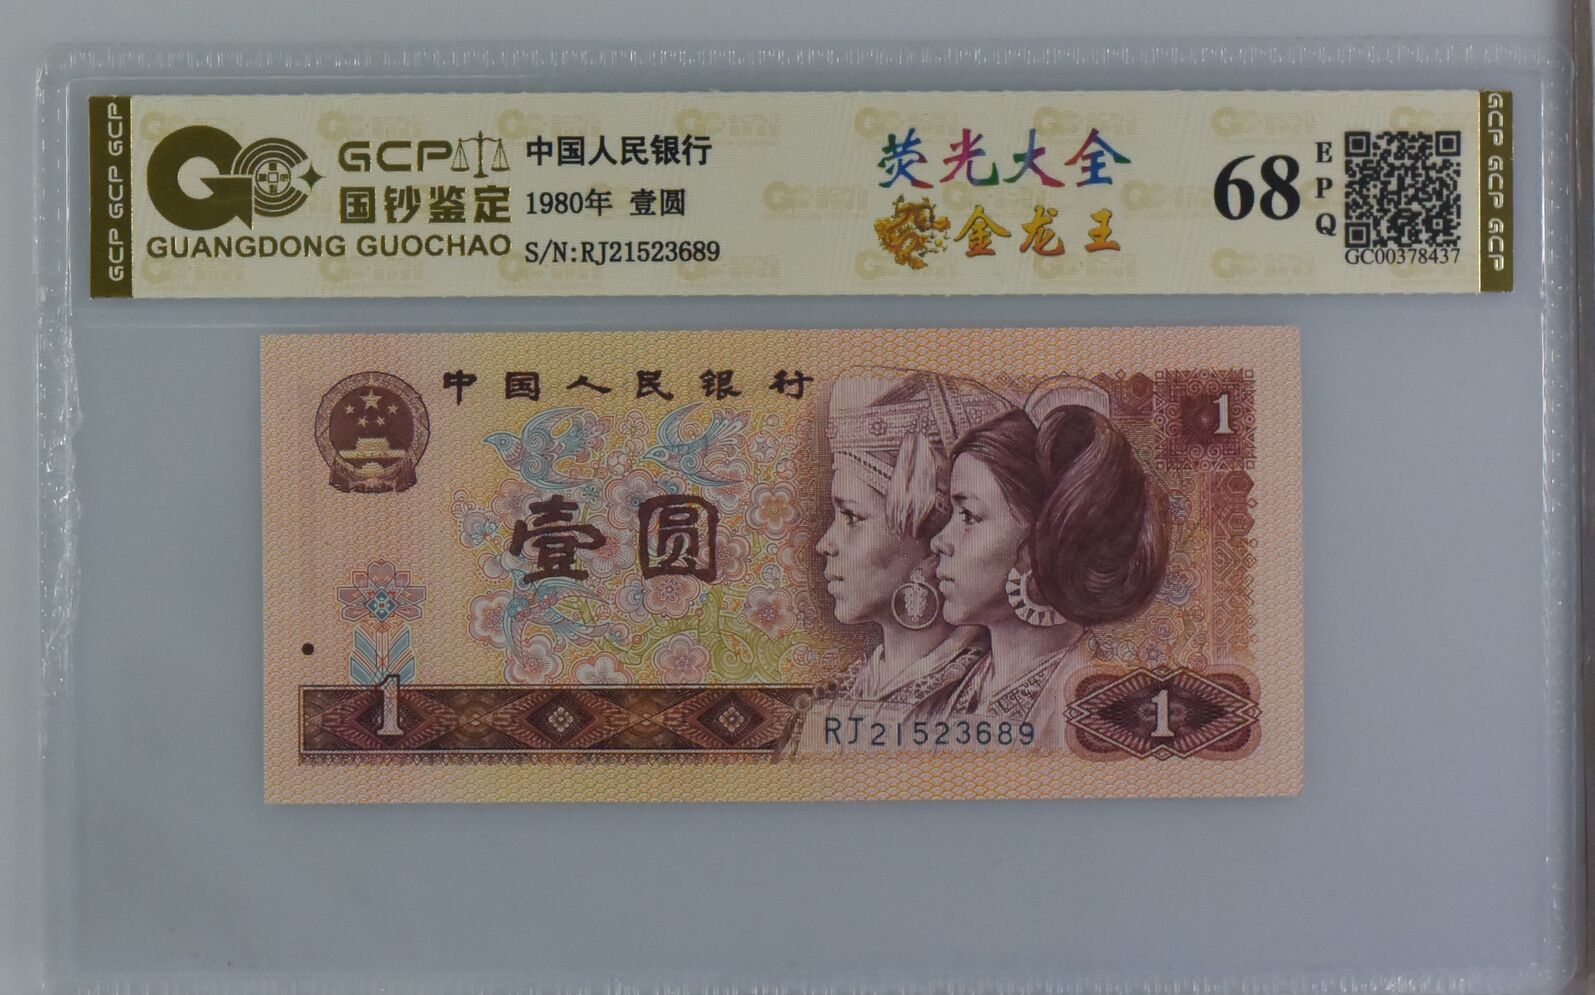 GCP GCP GCP
GCP
国钞鉴定
GUANGDONG GUOCHAO
中国人民银行
1980年 壹圆
S/N:RJ21523689
荧光大全
金龙王
68
EPQ
GC00378437
GCP GCP GCP
中国人民银行
1
壹圆
1
RJ21523689
1